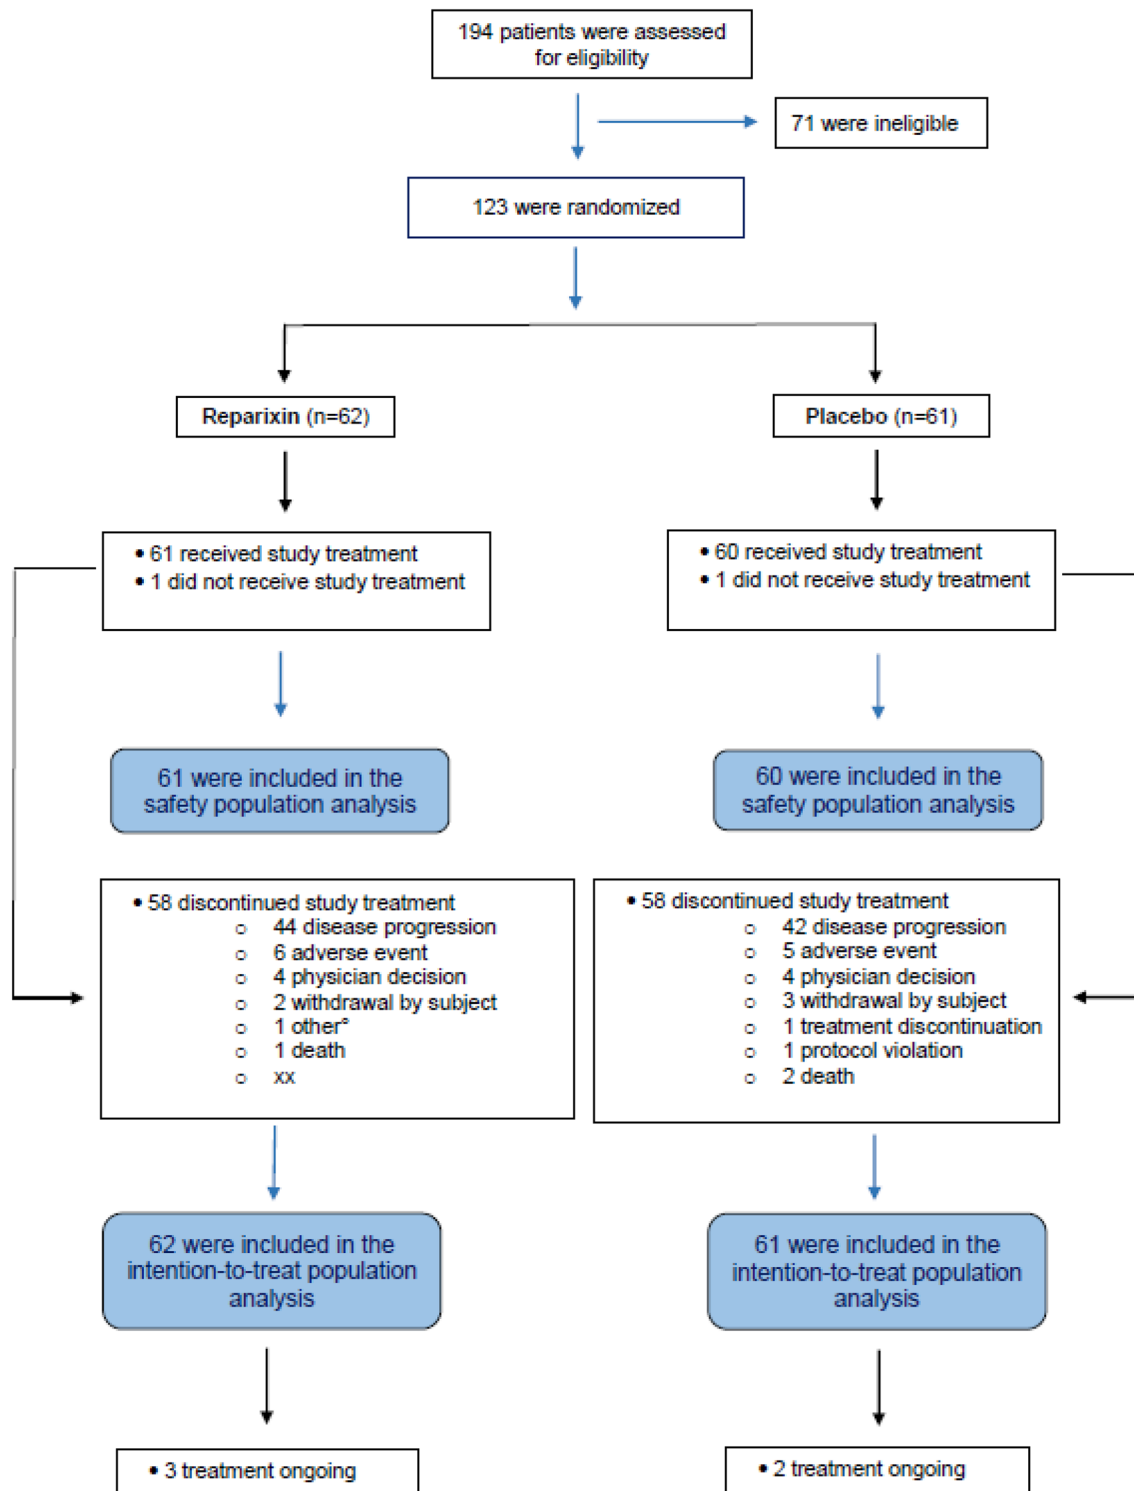 194 patients were assessed
for eligibility
71 were ineligible
123 were randomized
Reparixin (n=62)
Placebo (n=61)
• 61 received study treatment
• 1 did not receive study treatment
• 60 received study treatment
• 1 did not receive study treatment
61 were included in the
safety population analysis
60 were included in the
safety population analysis
• 58 discontinued study treatment
o 44 disease progression
o 6 adverse event
o 4 physician decision
o 2 withdrawal by subject
o 1 other°
o 1 death
o xx
• 58 discontinued study treatment
o 42 disease progression
o 5 adverse event
o 4 physician decision
o 3 withdrawal by subject
o 1 treatment discontinuation
o 1 protocol violation
o 2 death
62 were included in the
intention-to-treat population
analysis
61 were included in the
intention-to-treat population
analysis
• 3 treatment ongoing
• 2 treatment ongoing